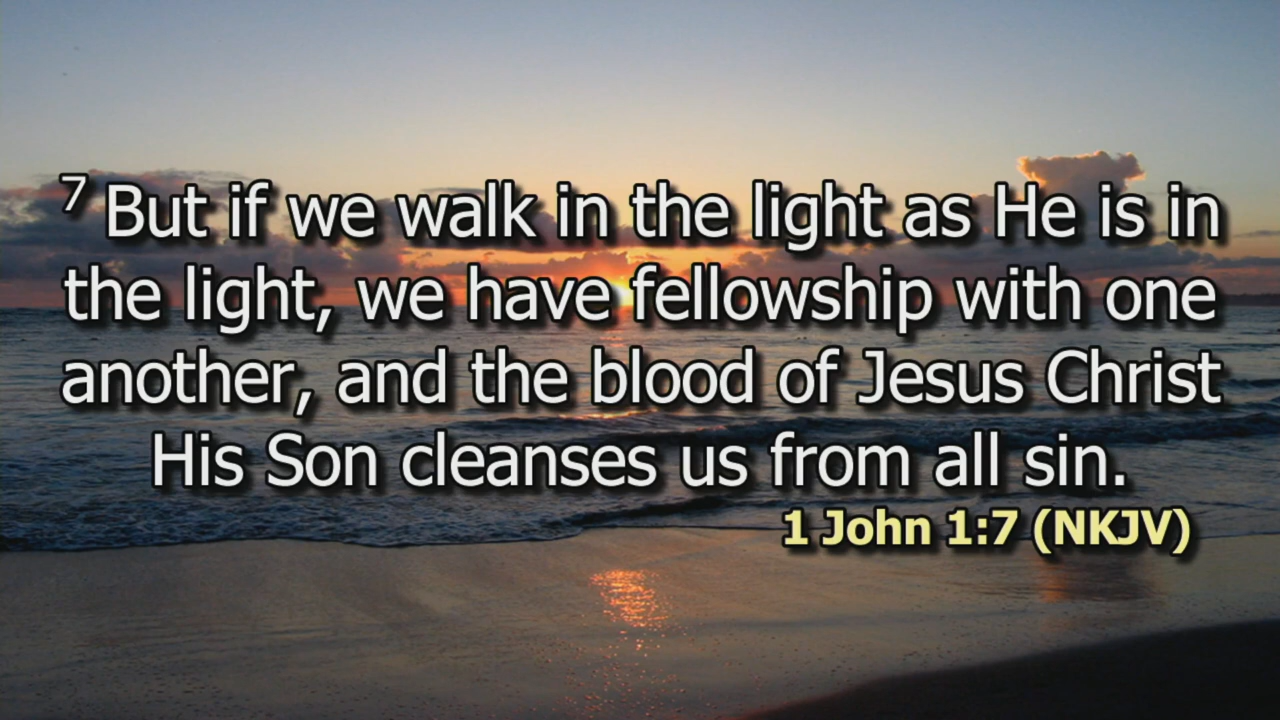 7 But if we walk in the light as He is in
the light, we have fellowship with one
another, and the blood of Jesus Christ
His Son cleanses us from all sin.
1 John 1:7 (NKJV)